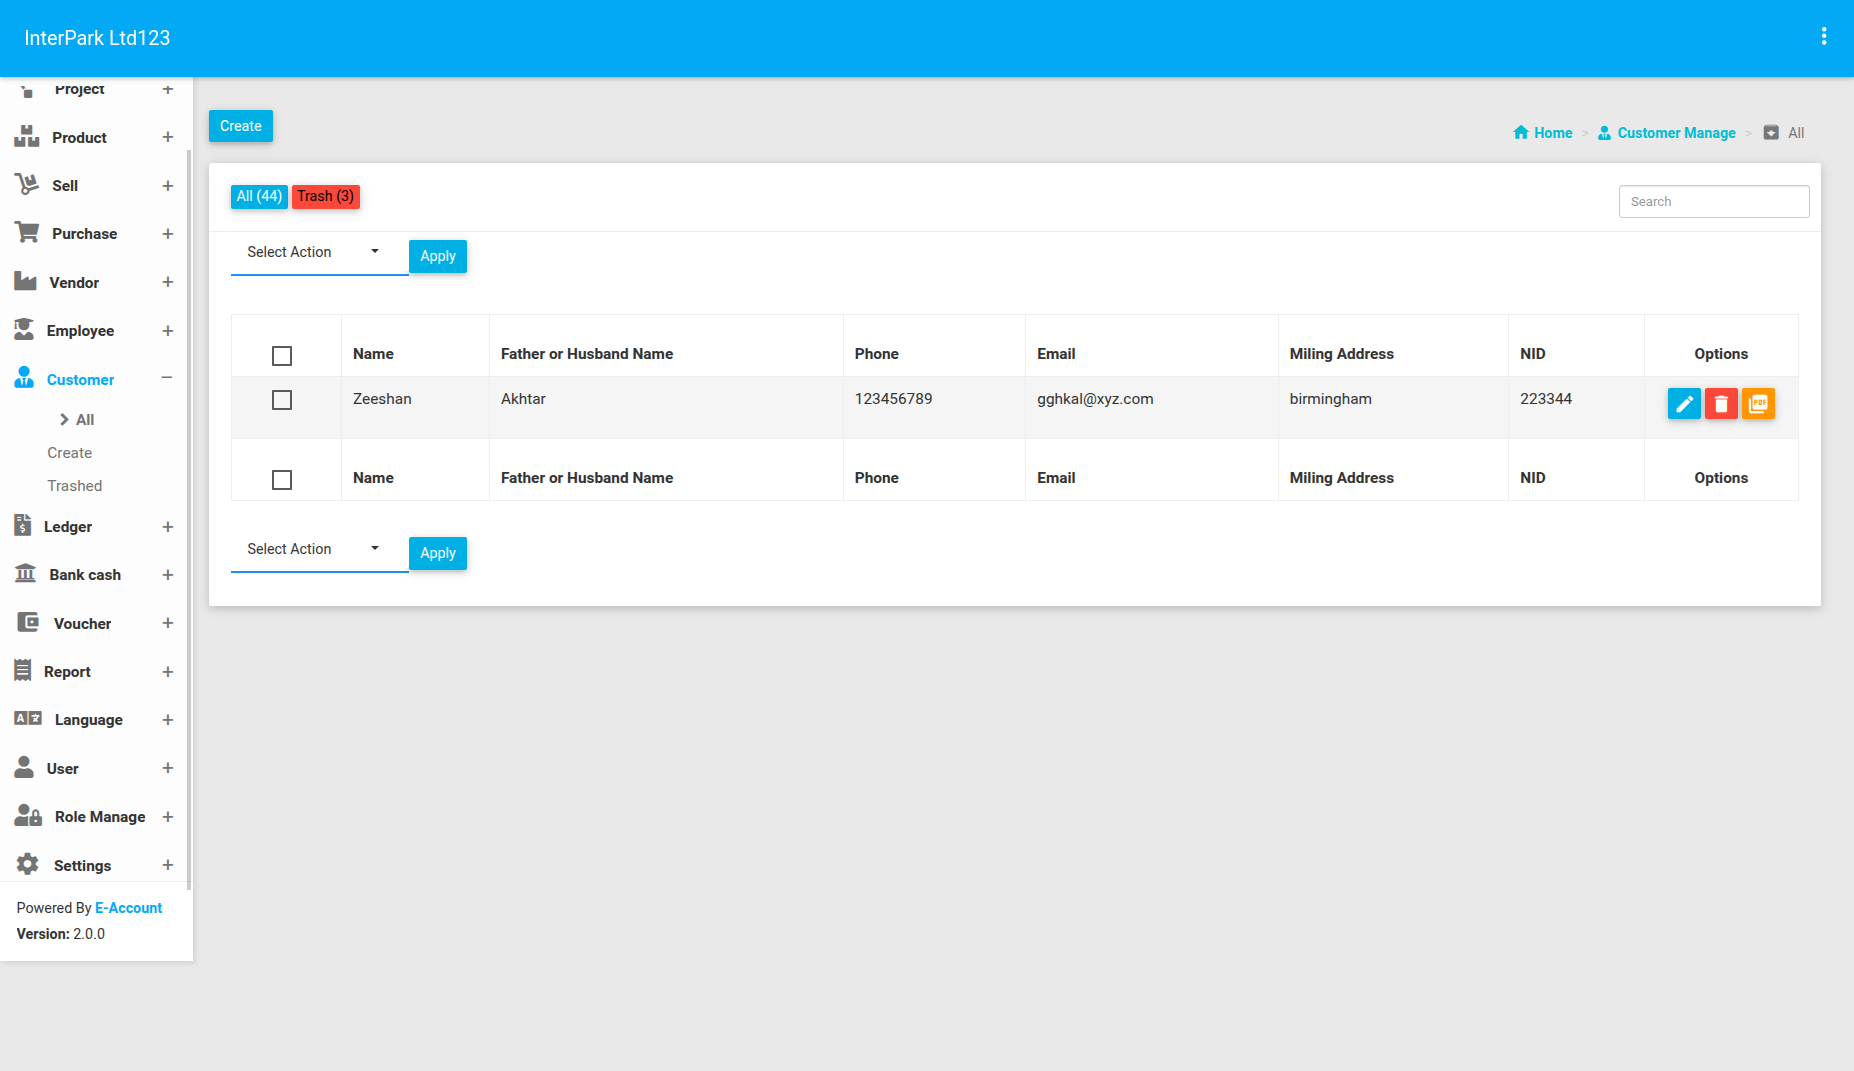 InterPark Ltd123
Project +
Product +
Sell +
Purchase +
Vendor +
Employee +
Customer −
All
Create
Trashed
Ledger +
Bank cash +
Voucher +
Report +
Language +
User +
Role Manage +
Settings +
Powered By E-Account
Version: 2.0.0
Create
Home > Customer Manage > All
All (44) Trash (3)
Search
Select Action Apply
Name Father or Husband Name Phone Email Miling Address NID Options
Zeeshan Akhtar 123456789 gghkal@xyz.com birmingham 223344 PDF
Name Father or Husband Name Phone Email Miling Address NID Options
Select Action Apply